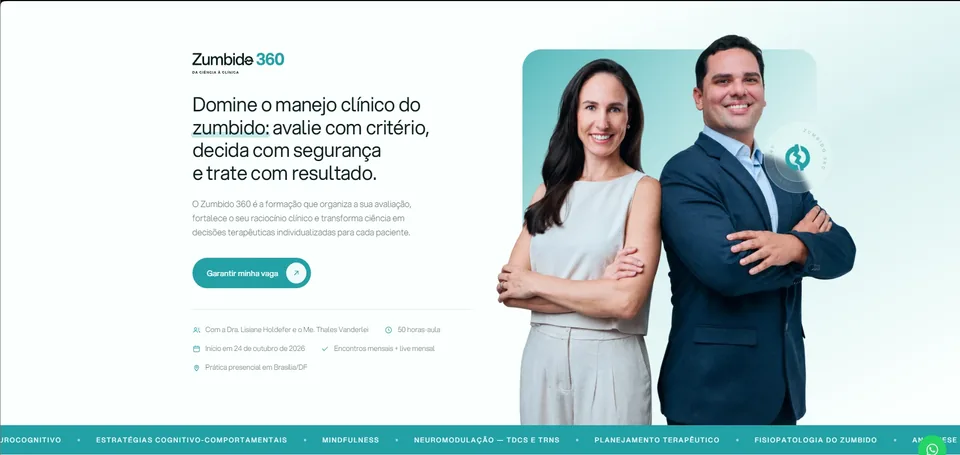 Zumbido 360
DA CIÊNCIA À CLÍNICA
Domine o manejo clínico do
zumbido: avalie com critério,
decida com segurança
e trate com resultado.
O Zumbido 360 é a formação que organiza a sua avaliação,
fortalece o seu raciocínio clínico e transforma ciência em
decisões terapêuticas individualizadas para cada paciente.
Garantir minha vaga
Com a Dra. Lisiane Holdefer e o Me. Thales Vanderlei
50 horas-aula
Início em 24 de outubro de 2026
Encontros mensais + live mensal
Prática presencial em Brasília/DF
UROCOGNITIVO • ESTRATÉGIAS COGNITIVO-COMPORTAMENTAIS • MINDFULNESS • NEUROMODULAÇÃO — TDCS E TRNS • PLANEJAMENTO TERAPÊUTICO • FISIOPATOLOGIA DO ZUMBIDO •